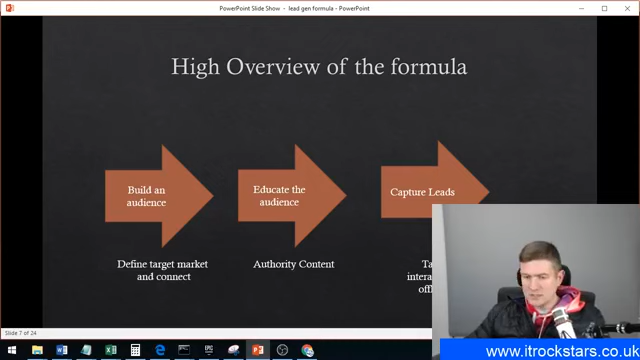 PowerPoint Slide Show - lead gen formula - PowerPoint
High Overview of the formula
Build an
audience
Educate the
audience
Capture Leads
Define target market
and connect
Authority Content
Slide 7 of 24
www.itrockstars.co.uk